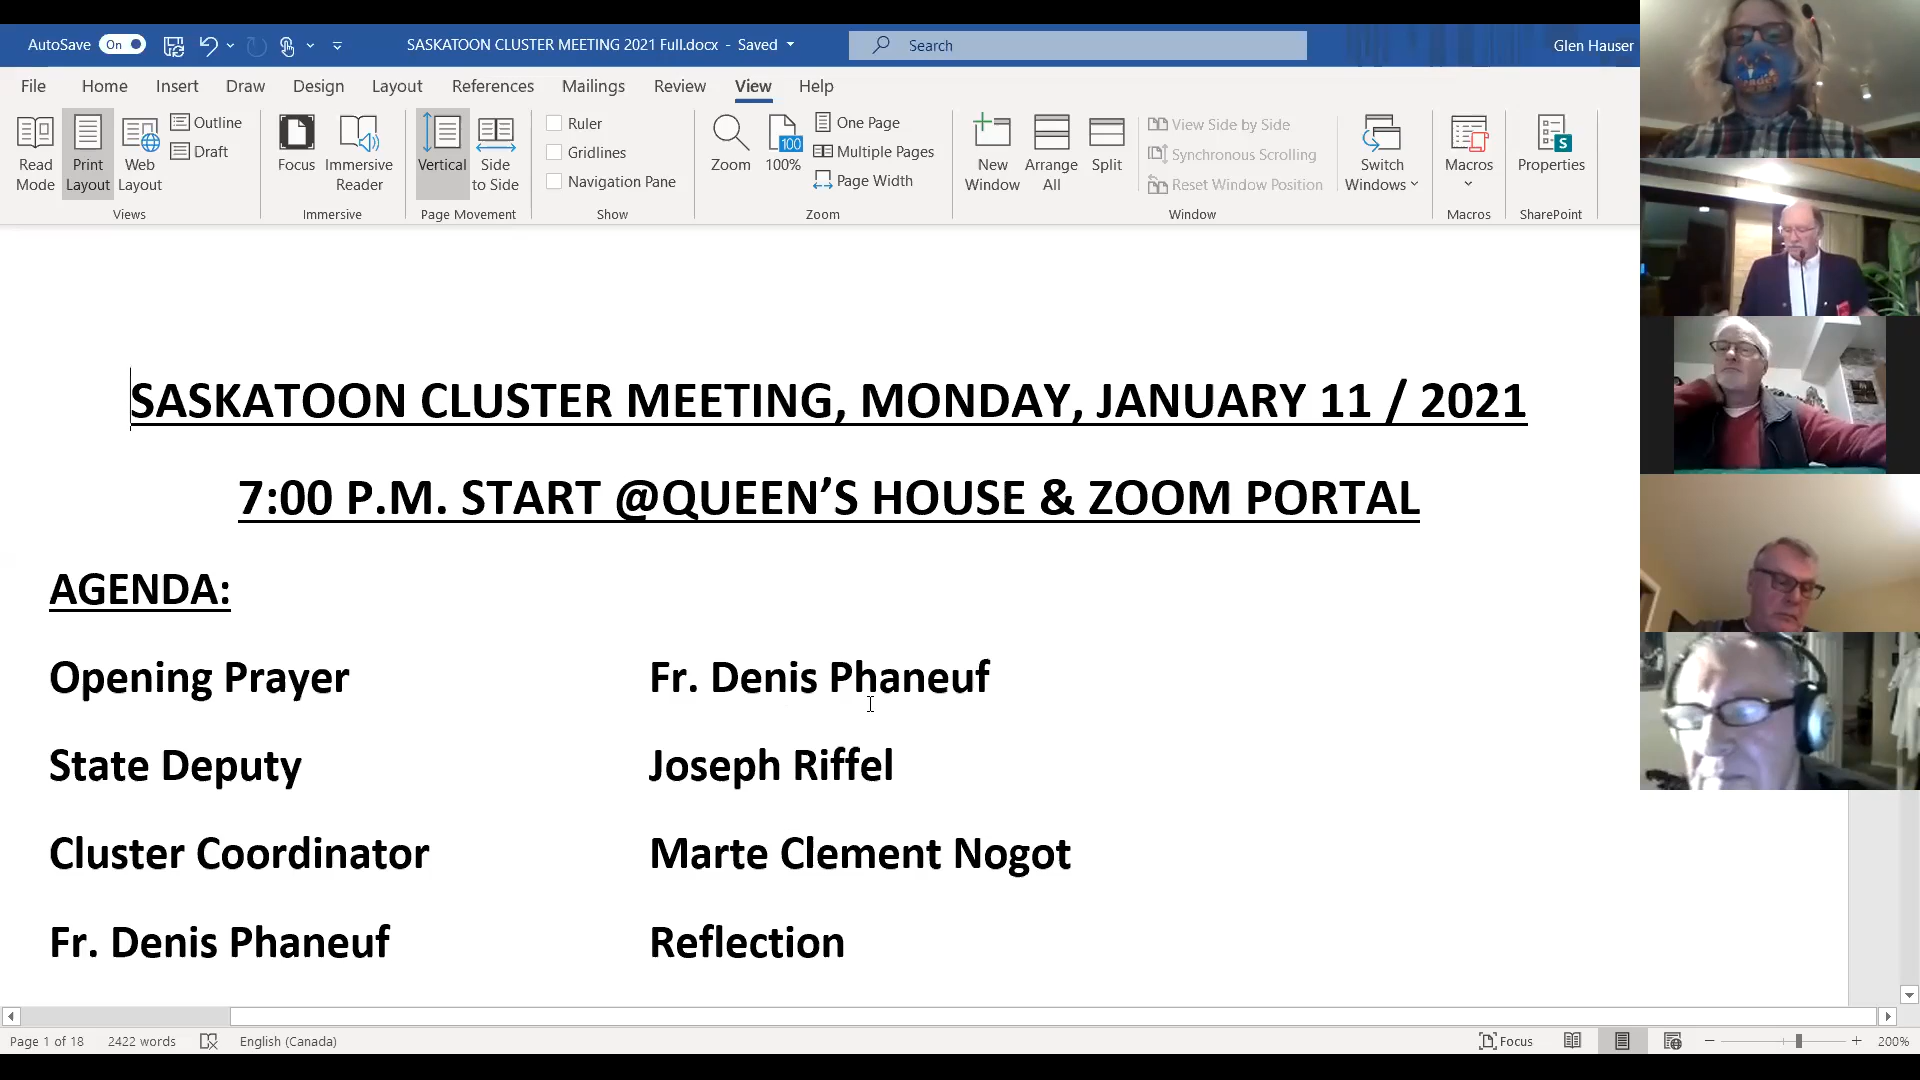 AutoSave On SASKATOON CLUSTER MEETING 2021 Full.docx - Saved Search Glen Hauser
File Home Insert Draw Design Layout References Mailings Review View Help
Read Mode
Print Layout
Web Layout
Outline
Draft
Views
Focus
Immersive Reader
Immersive
Vertical
Side to Side
Page Movement
Ruler
Gridlines
Navigation Pane
Show
Zoom
100
100%
One Page
Multiple Pages
Page Width
Zoom
New Window
Arrange All
Split
View Side by Side
Synchronous Scrolling
Reset Window Position
Switch Windows
Window
Macros
Macros
S
Properties
SharePoint
SASKATOON CLUSTER MEETING, MONDAY, JANUARY 11 / 2021
7:00 P.M. START @QUEEN’S HOUSE & ZOOM PORTAL
AGENDA:
Opening Prayer Fr. Denis Phaneuf
State Deputy Joseph Riffel
Cluster Coordinator Marte Clement Nogot
Fr. Denis Phaneuf Reflection
Page 1 of 18 2422 words English (Canada) Focus 200%